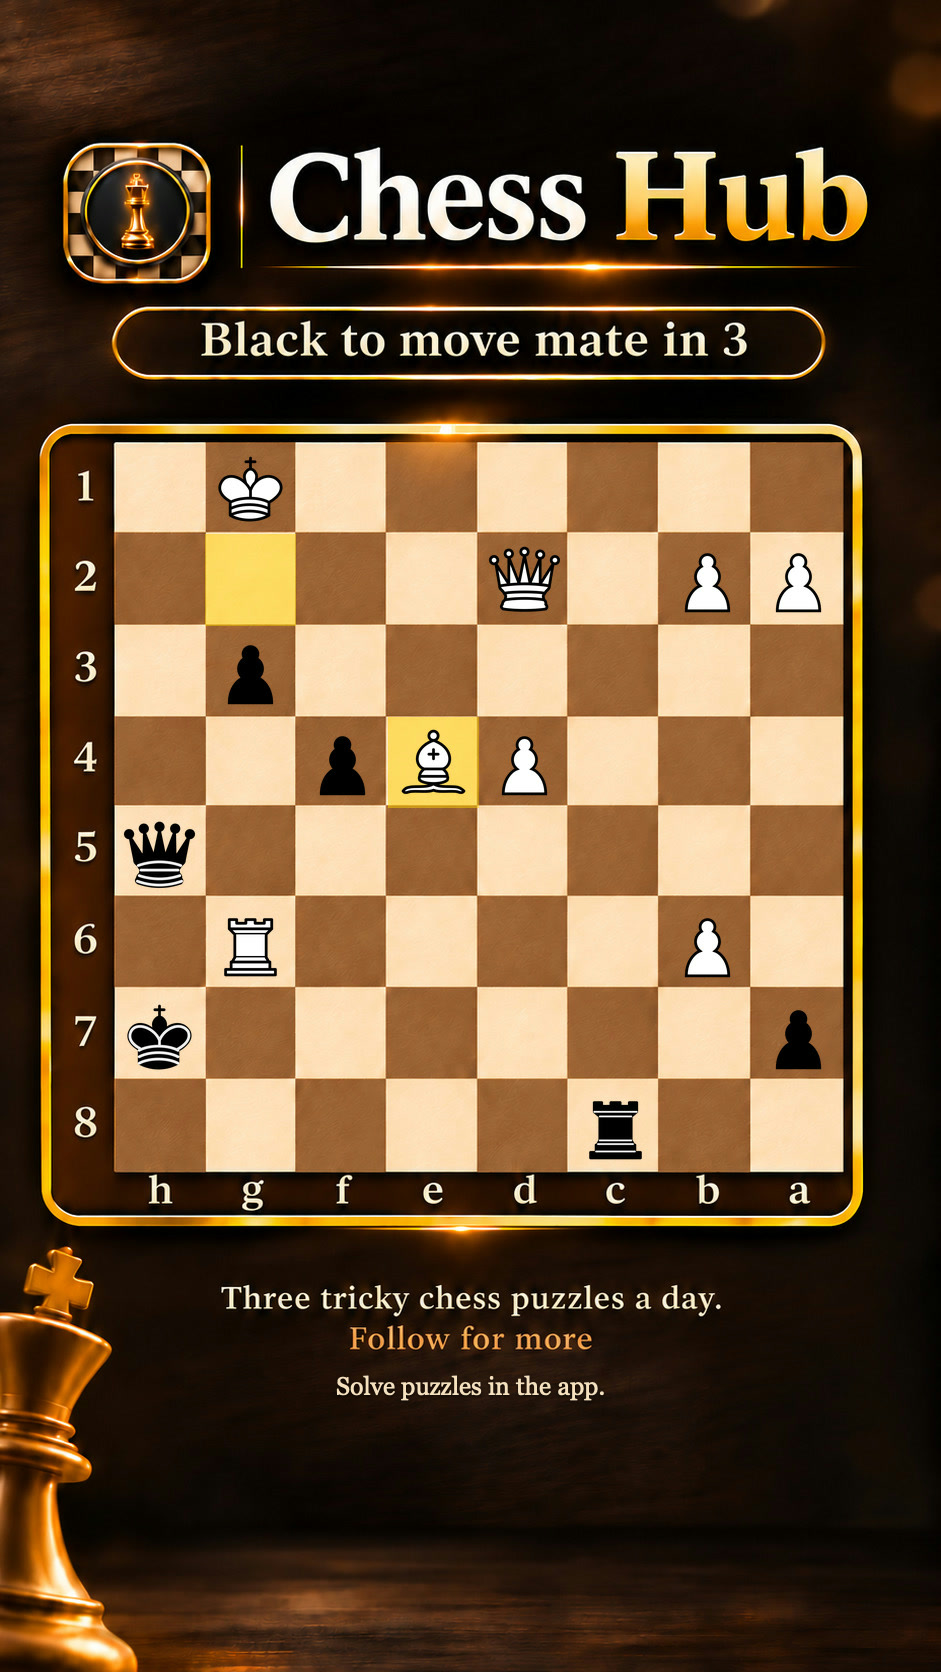 Chess Hub
Black to move mate in 3
1
2
3
4
5
6
7
8
h g f e d c b a
Three tricky chess puzzles a day.
Follow for more
Solve puzzles in the app.